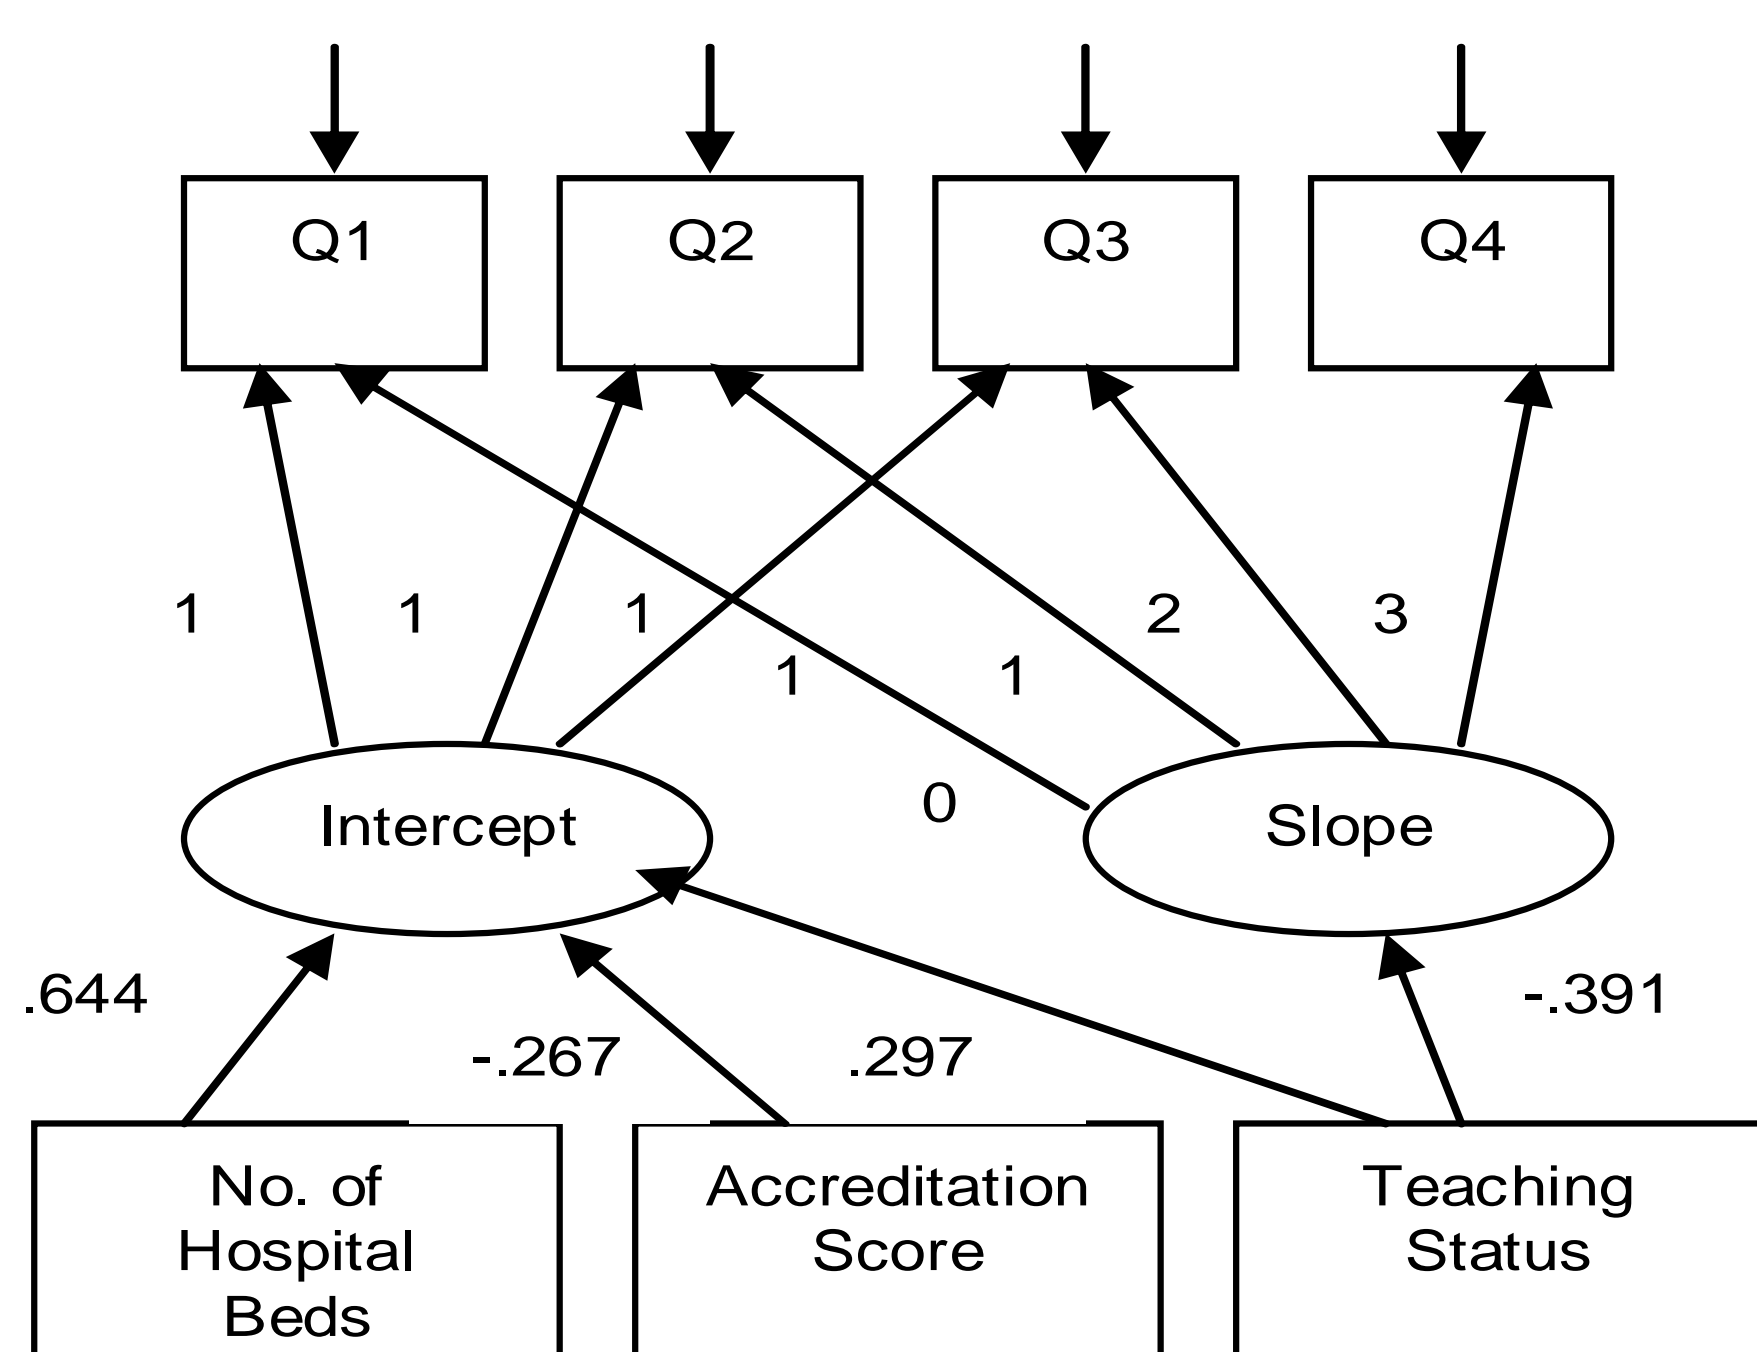 Q1
Q2
Q3
Q4
1
1
1
2
3
1
1
0
Intercept
Slope
.644
-.391
-.267
.297
No. of
Hospital
Beds
Accreditation
Score
Teaching
Status